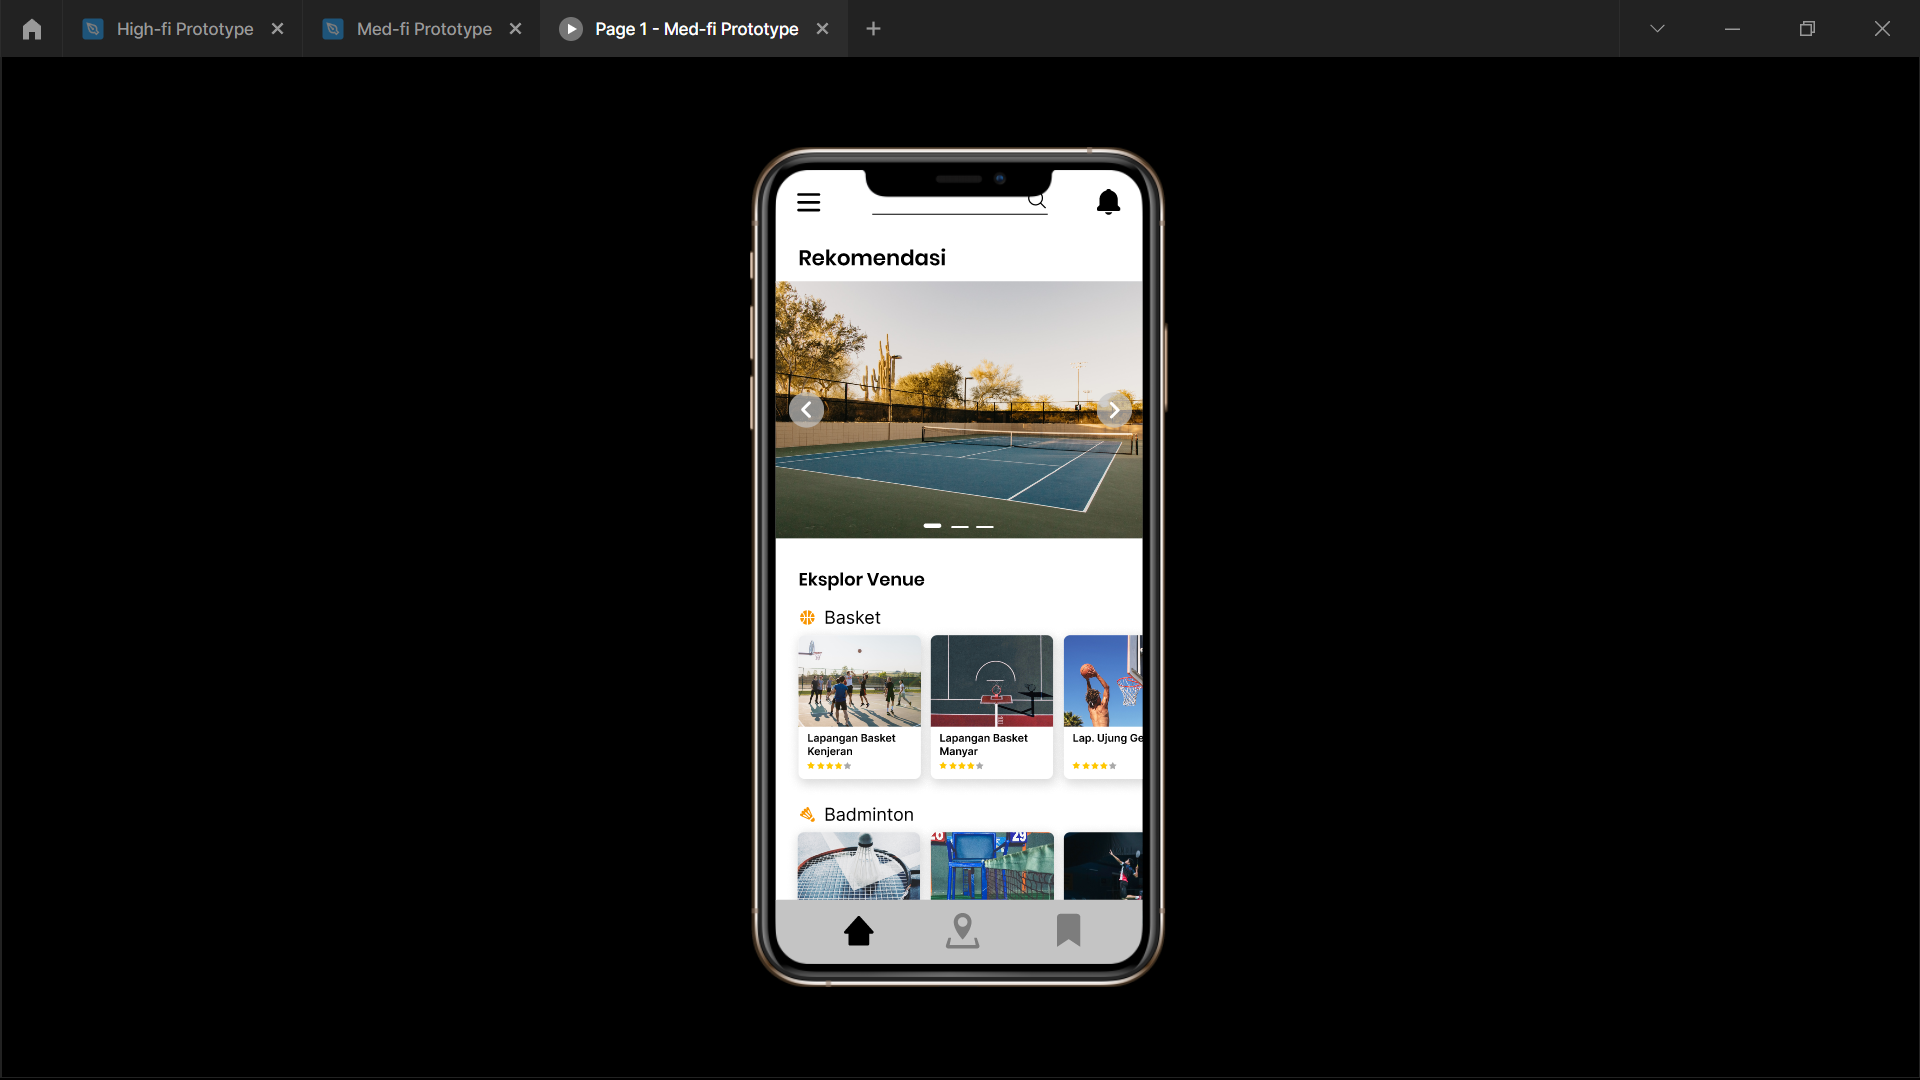 High-fi Prototype
Med-fi Prototype
Page 1 - Med-fi Prototype
Rekomendasi
Eksplor Venue
Basket
Lapangan Basket
Kenjeran
Lapangan Basket
Manyar
Lap. Ujung Ge
Badminton
29